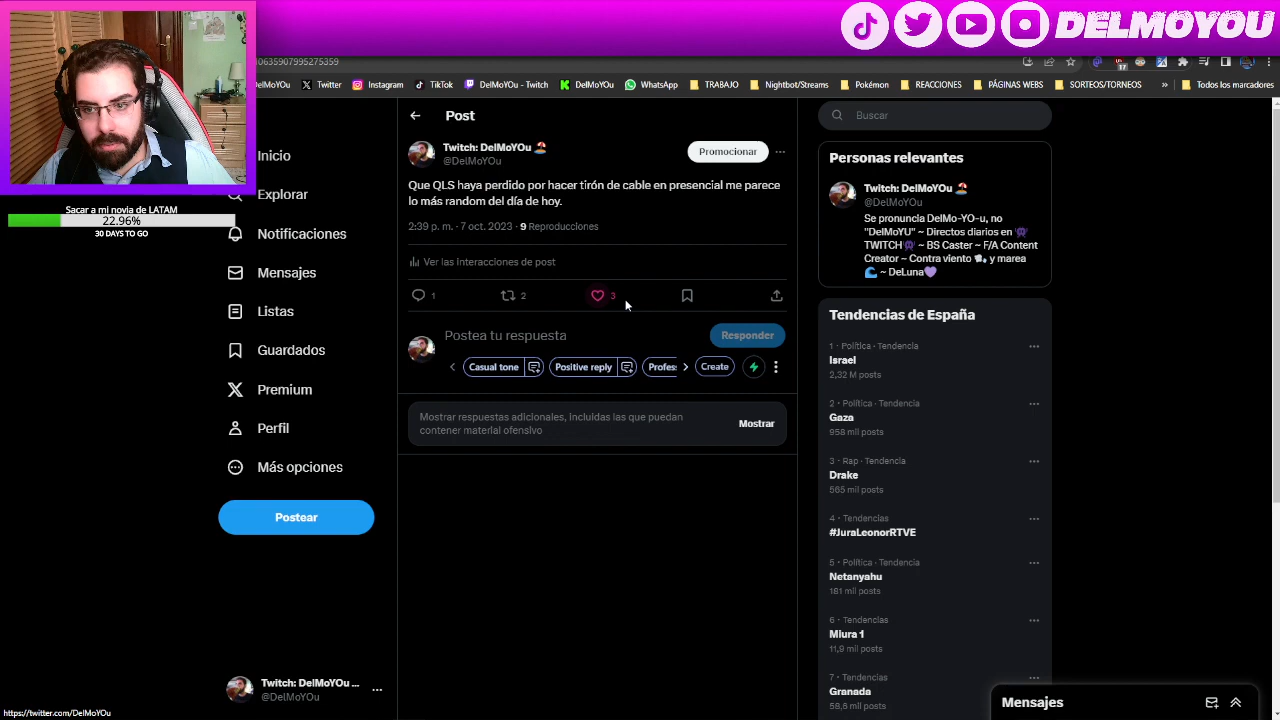 DELMOYOU
0635907995275359
DelMoYOu
Twitter
Instagram
TikTok
DelMoYOu - Twitch
DelMoYOu
WhatsApp
TRABAJO
Nightbot/Streams
Pokémon
REACCIONES
PÁGINAS WEBS
SORTEOS/TORNEO
»
Todos los marcadores
Sacar a mi novia de LATAM
22.96%
30 DAYS TO GO
Inicio
Explorar
Notificaciones
Mensajes
Listas
Guardados
Premium
Perfil
Más opciones
Postear
Twitch: DelMoYOu ...
@DelMoYOu
https://twitter.com/DelMoYOu
Post
Twitch: DelMoYOu
@DelMoYOu
Promocionar
Que QLS haya perdido por hacer tirón de cable en presencial me parece
lo más random del día de hoy.
2:39 p. m. · 7 oct. 2023 · 9 Reproducciones
Ver las interacciones de post
1
2
3
Postea tu respuesta
Responder
Casual tone
Positive reply
Profes
Create
Mostrar respuestas adicionales, incluidas las que puedan
contener material ofensivo
Mostrar
Buscar
Personas relevantes
Twitch: DelMoYOu
@DelMoYOu
Se pronuncia DelMo-YO-u, no
"DelMoYU" ~ Directos diarios en
TWITCH ~ BS Caster ~ F/A Content
Creator ~ Contra viento y marea
~ DeLuna
Tendencias de España
1 · Política · Tendencia
Israel
2,32 M posts
2 · Política · Tendencia
Gaza
958 mil posts
3 · Rap · Tendencia
Drake
565 mil posts
4 · Tendencias
#JuraLeonorRTVE
5 · Política · Tendencia
Netanyahu
181 mil posts
6 · Tendencias
Miura 1
11,9 mil posts
7 · Tendencias
Granada
58,6 mil posts
Mensajes